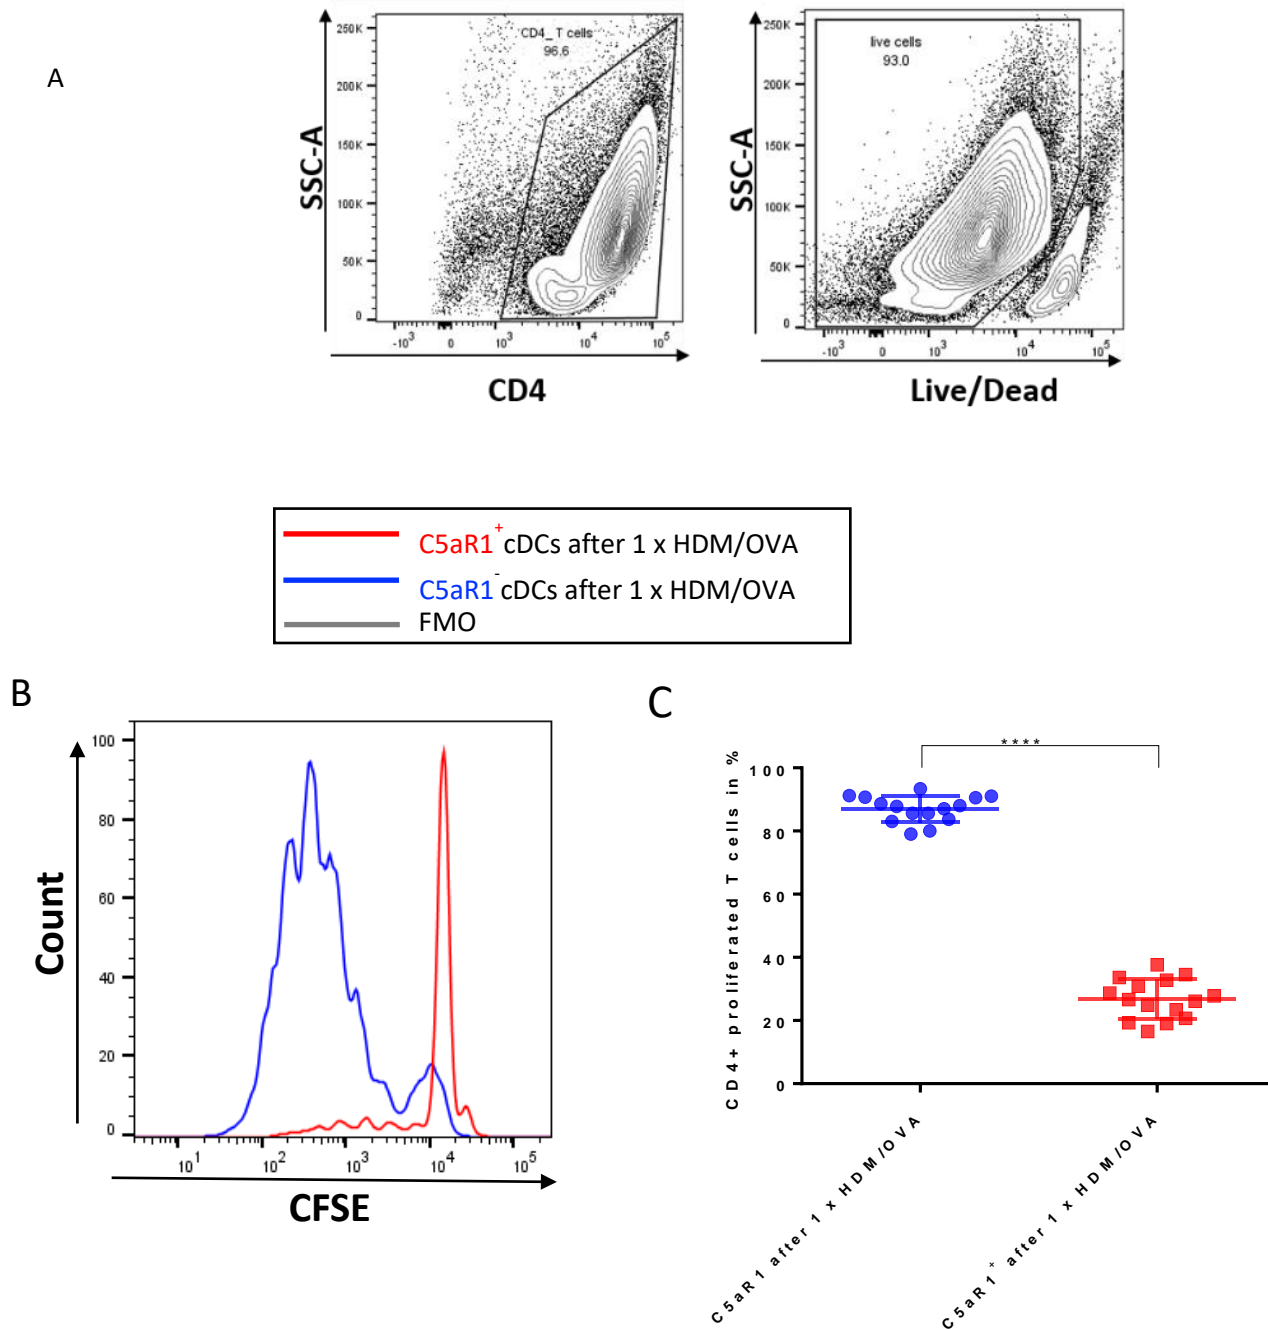 A
250K
200K
150K
100K
50K
0
SSC-A
CD4_T cells
96.6
-10³ 0 10³ 10⁴ 10⁵
CD4
250K
200K
150K
100K
50K
0
SSC-A
live cells
93.0
-10³ 0 10³ 10⁴ 10⁵
Live/Dead
C5aR1⁺cDCs after 1 x HDM/OVA
C5aR1⁻cDCs after 1 x HDM/OVA
FMO
B
100
80
60
40
20
0
Count
10¹ 10² 10³ 10⁴ 10⁵
CFSE
C
****
CD4+ proliferated T cells in %
100
80
60
40
20
0
C5aR1 after 1 x HDM/OVA
C5aR1⁺ after 1 x HDM/OVA